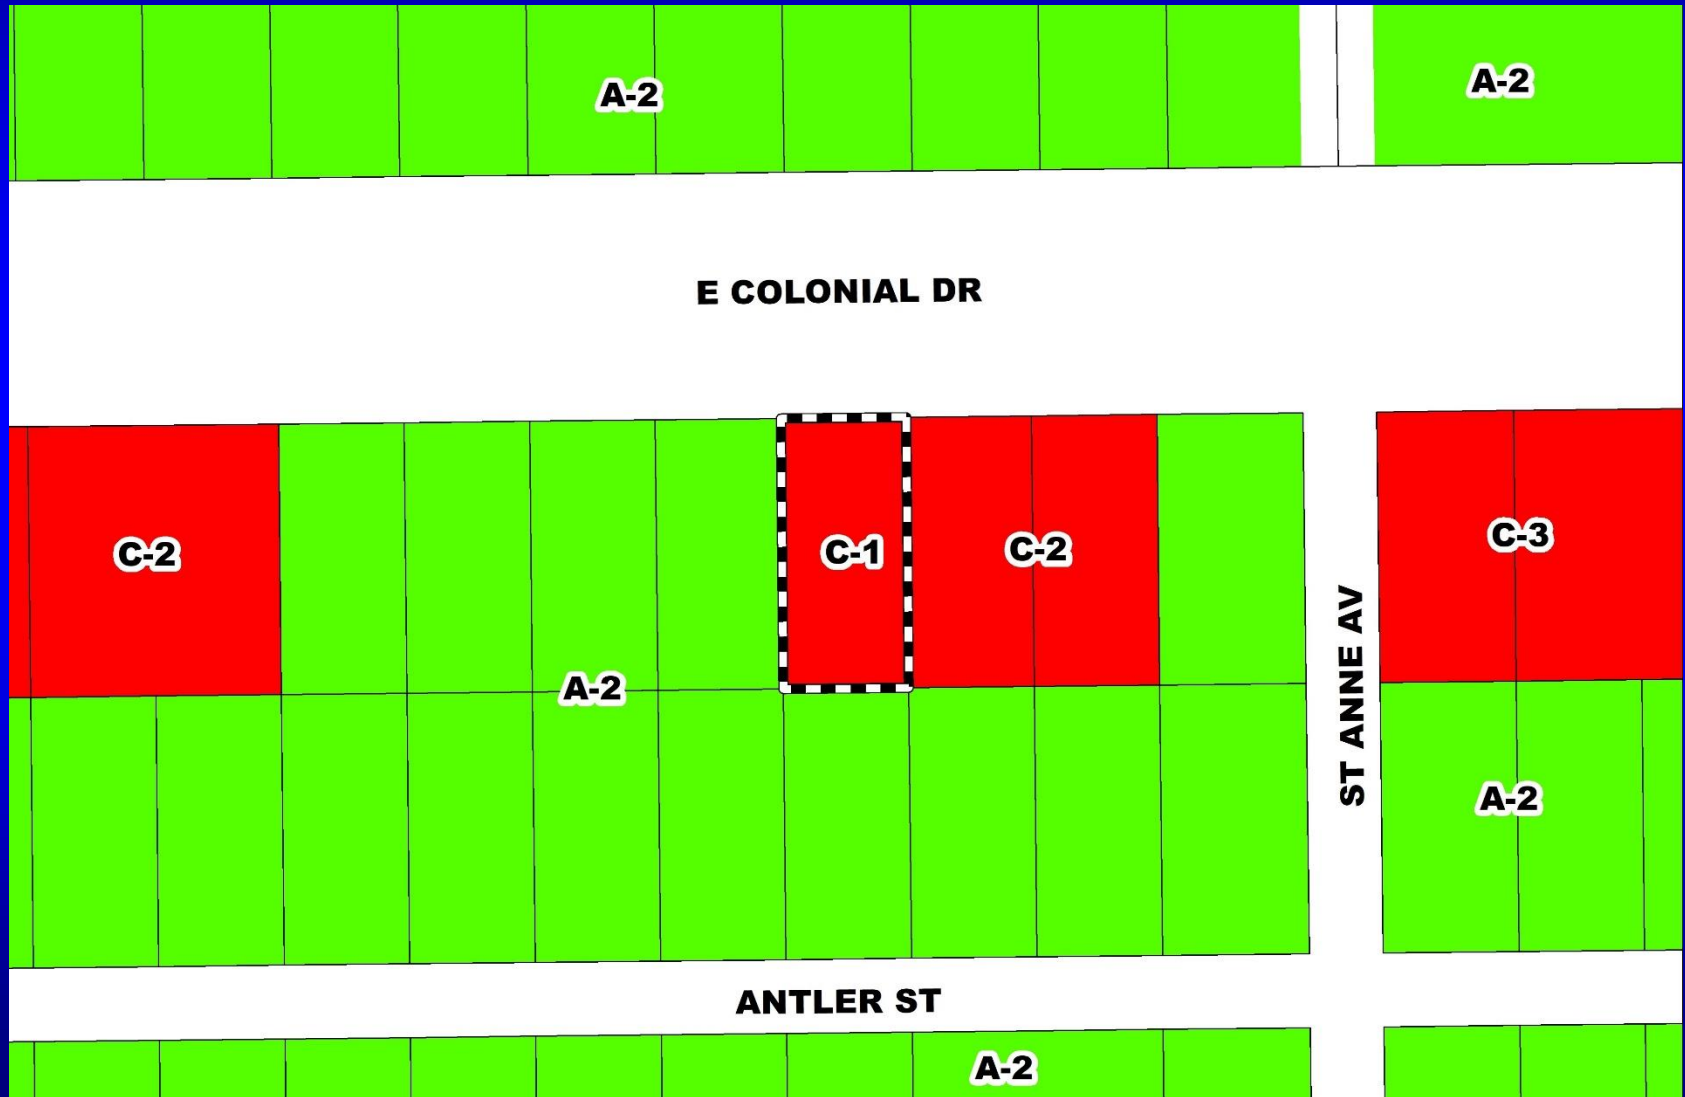 A-2
A-2
E COLONIAL DR
C-2
C-1
C-2
C-3
A-2
ST ANNE AV
A-2
ANTLER ST
A-2